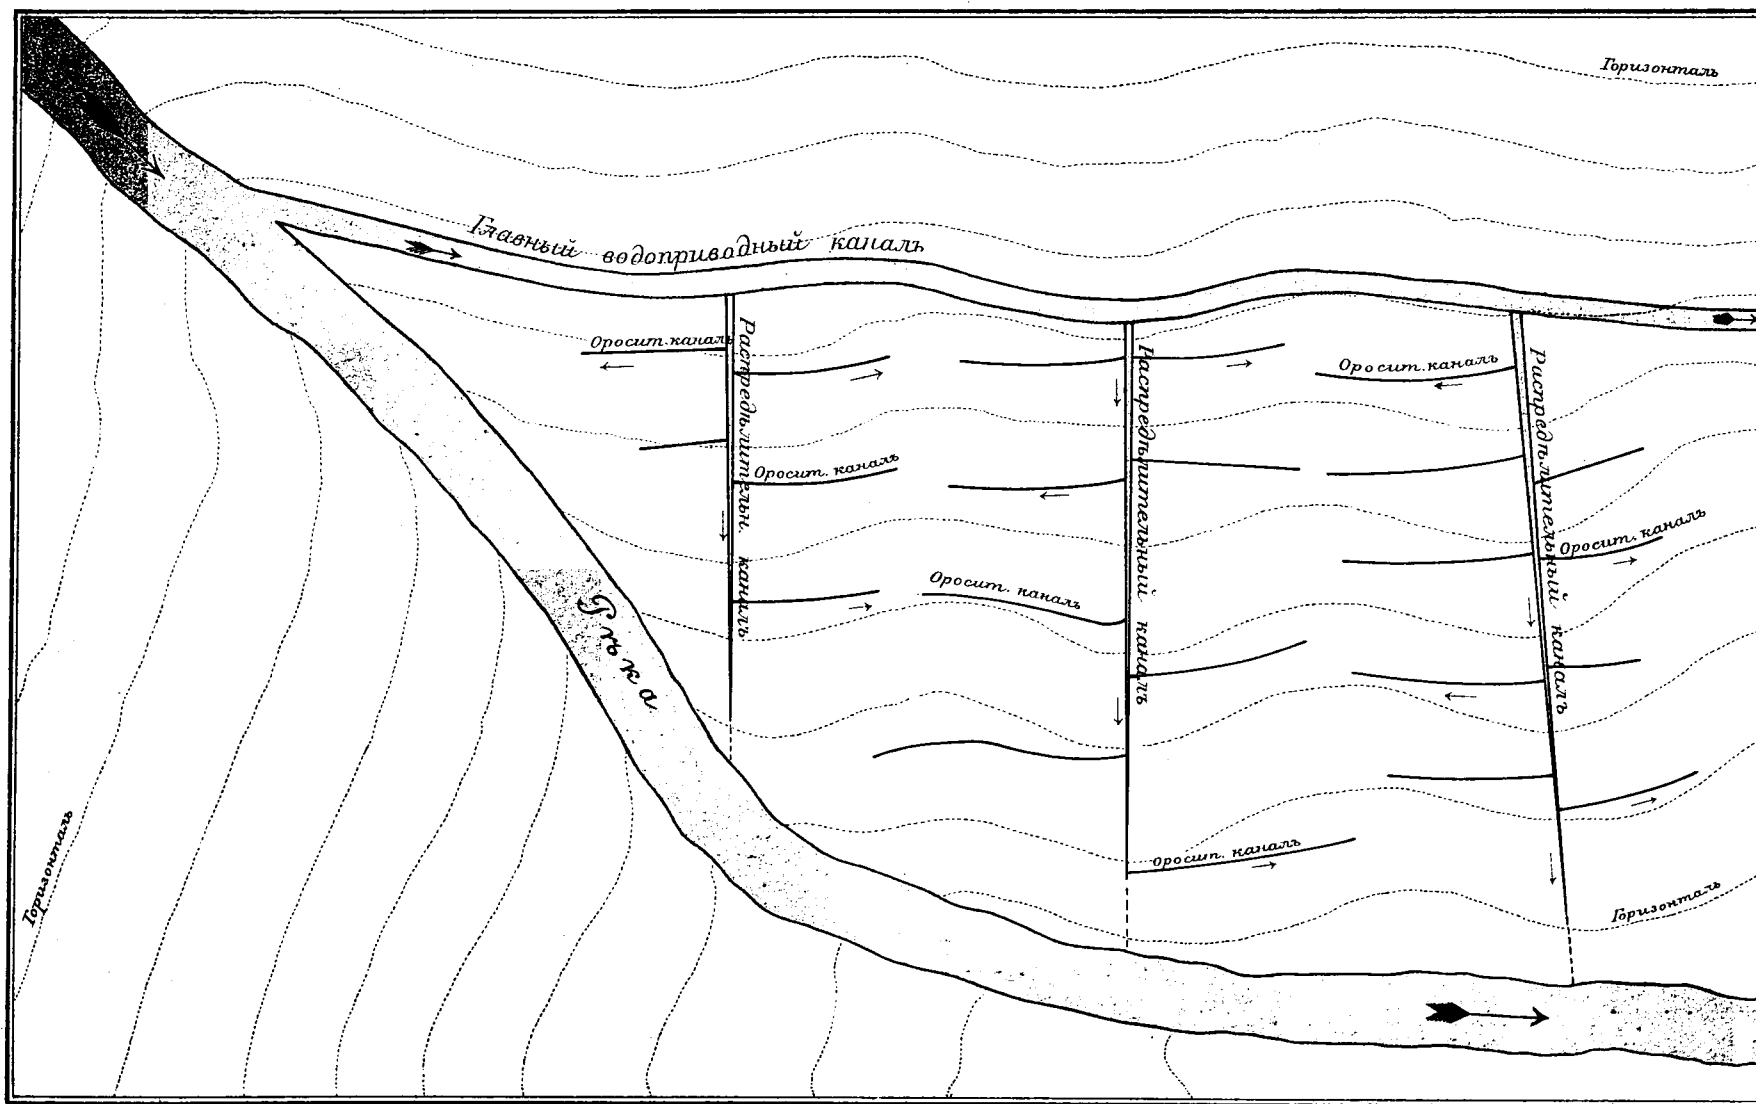 Горизонталь
Главный водоприводный каналъ
Оросит. каналъ
Распредѣлительн. каналъ
Распредѣлительный каналъ
Оросит. каналъ
Распредѣлительный каналъ
Оросит. каналъ
Оросит. каналъ
Оросит. каналъ
Рѣка
Оросит. каналъ
Горизонталь
Горизонталь